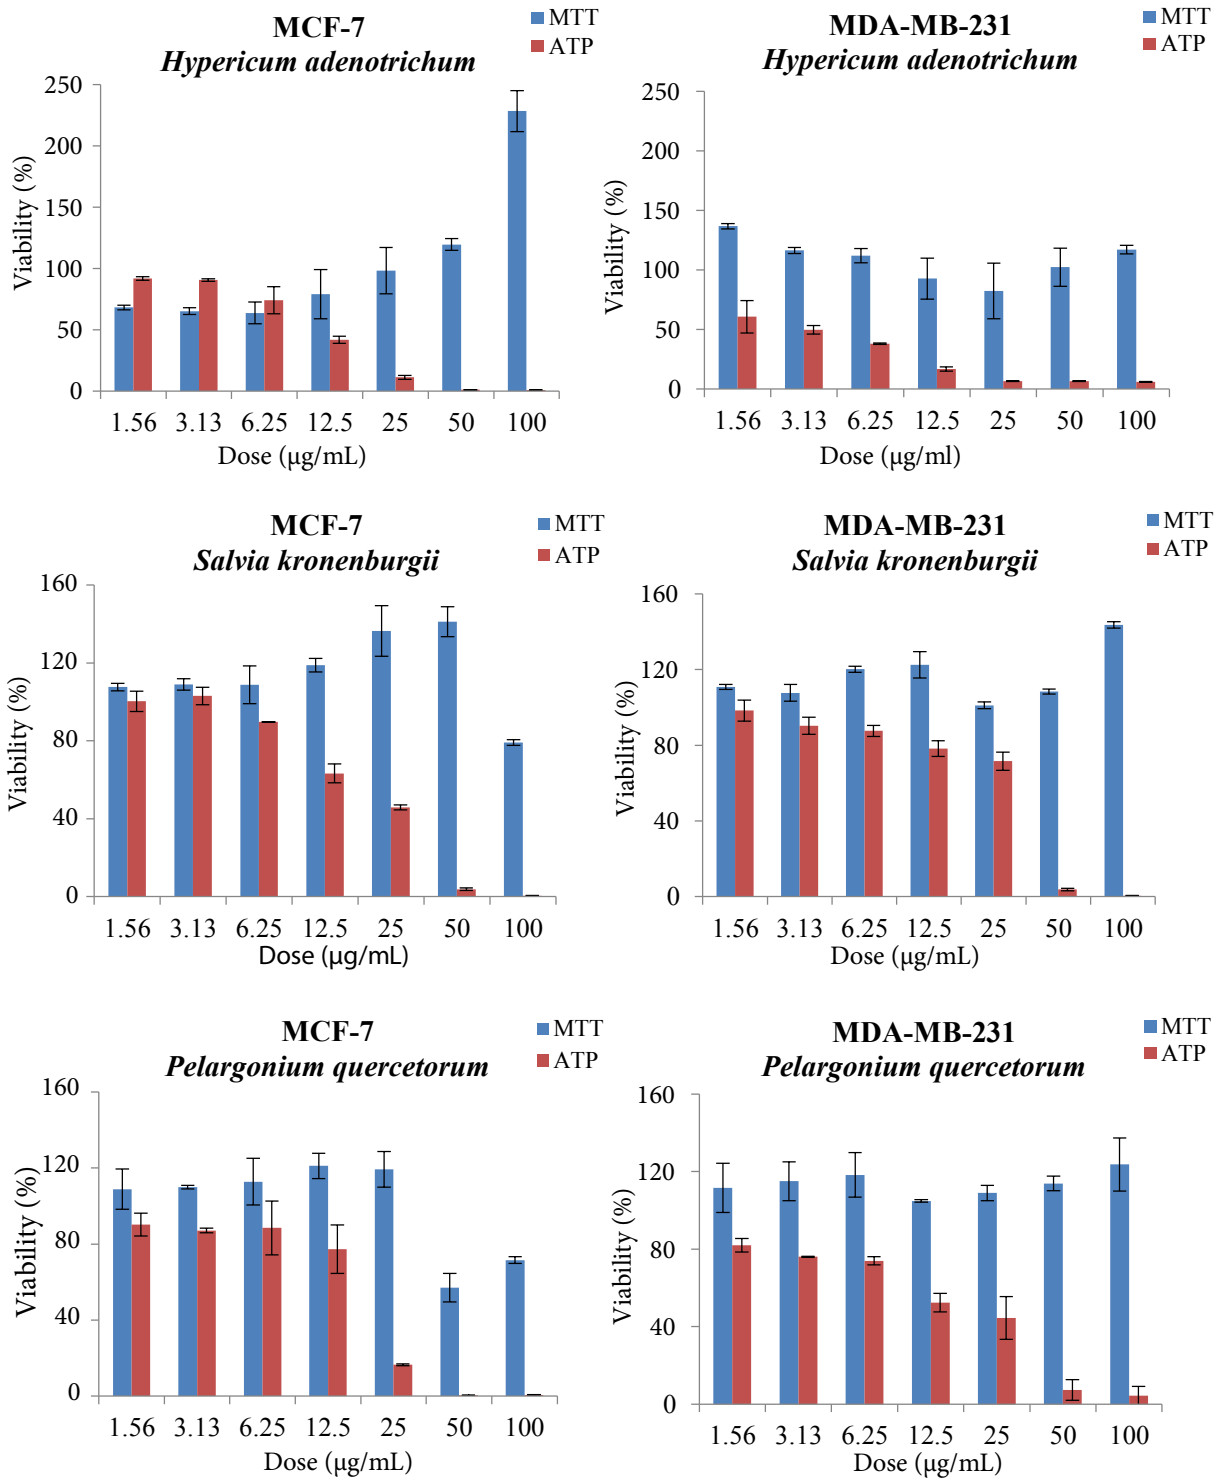 MCF-7
Hypericum adenotrichum
MTT
ATP
Viability (%)
250
200
150
100
50
0
1.56 3.13 6.25 12.5 25 50 100
Dose (µg/mL)
MDA-MB-231
Hypericum adenotrichum
MTT
ATP
Viability (%)
250
200
150
100
50
0
1.56 3.13 6.25 12.5 25 50 100
Dose (µg/ml)
MCF-7
Salvia kronenburgii
MTT
ATP
Viability (%)
160
120
80
40
0
1.56 3.13 6.25 12.5 25 50 100
Dose (µg/mL)
MDA-MB-231
Salvia kronenburgii
MTT
ATP
Viability (%)
160
120
80
40
0
1.56 3.13 6.25 12.5 25 50 100
Dose (µg/mL)
MCF-7
Pelargonium quercetorum
MTT
ATP
Viability (%)
160
120
80
40
0
1.56 3.13 6.25 12.5 25 50 100
Dose (µg/mL)
MDA-MB-231
Pelargonium quercetorum
MTT
ATP
Viability (%)
160
120
80
40
0
1.56 3.13 6.25 12.5 25 50 100
Dose (µg/mL)